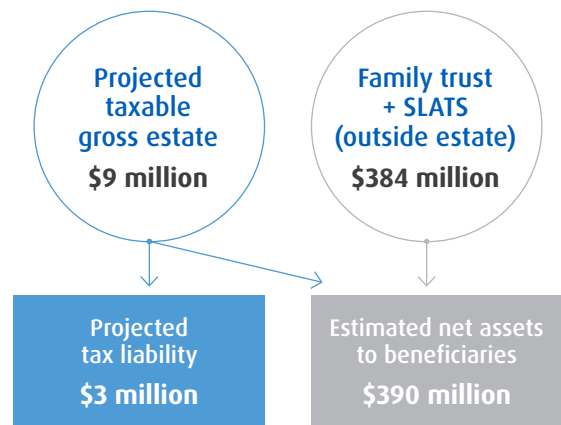 Projected
taxable
gross estate
$9 million
Family trust
+ SLATS
(outside estate)
$384 million
Projected
tax liability
$3 million
Estimated net assets
to beneficiaries
$390 million